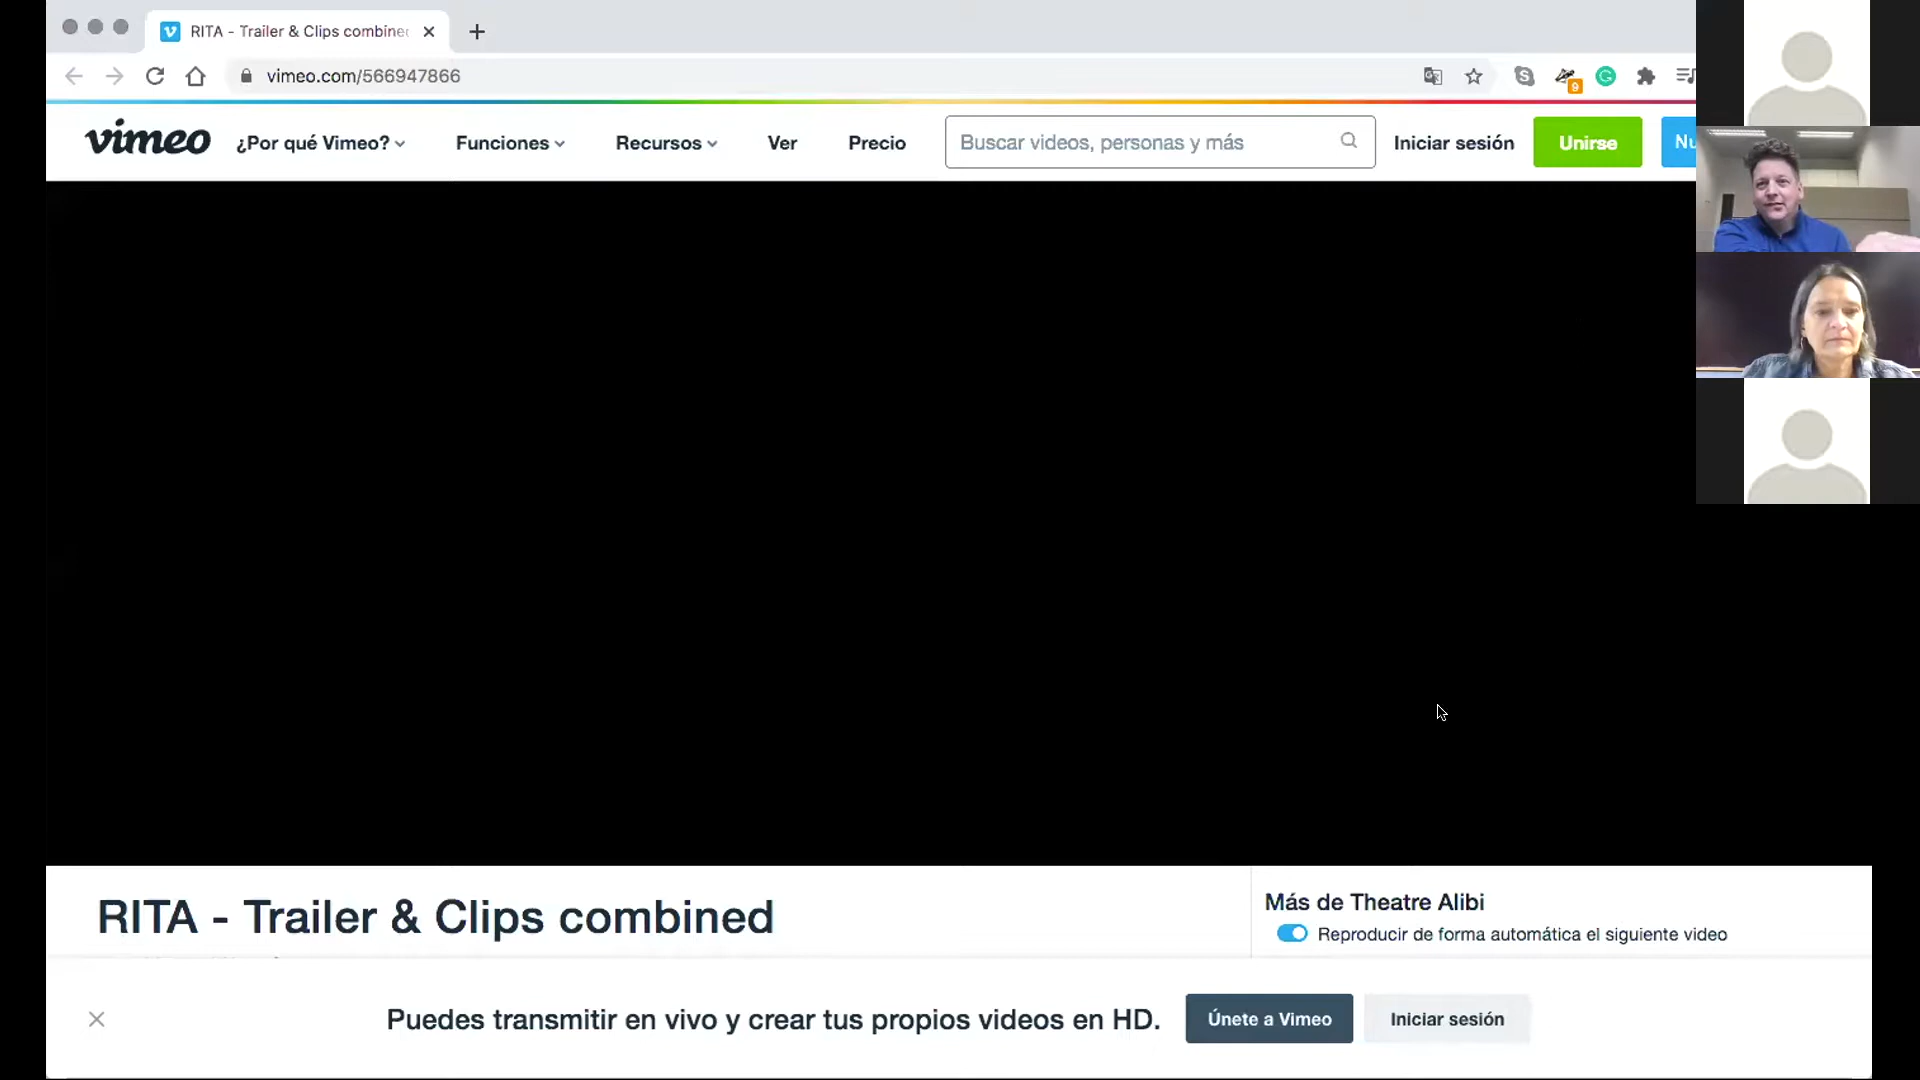 RITA - Trailer & Clips combined
vimeo.com/566947866
9
vimeo
¿Por qué Vimeo?
Funciones
Recursos
Ver
Precio
Buscar videos, personas y más
Iniciar sesión
Unirse
Nu
RITA - Trailer & Clips combined
Más de Theatre Alibi
Reproducir de forma automática el siguiente video
Puedes transmitir en vivo y crear tus propios videos en HD.
Únete a Vimeo
Iniciar sesión